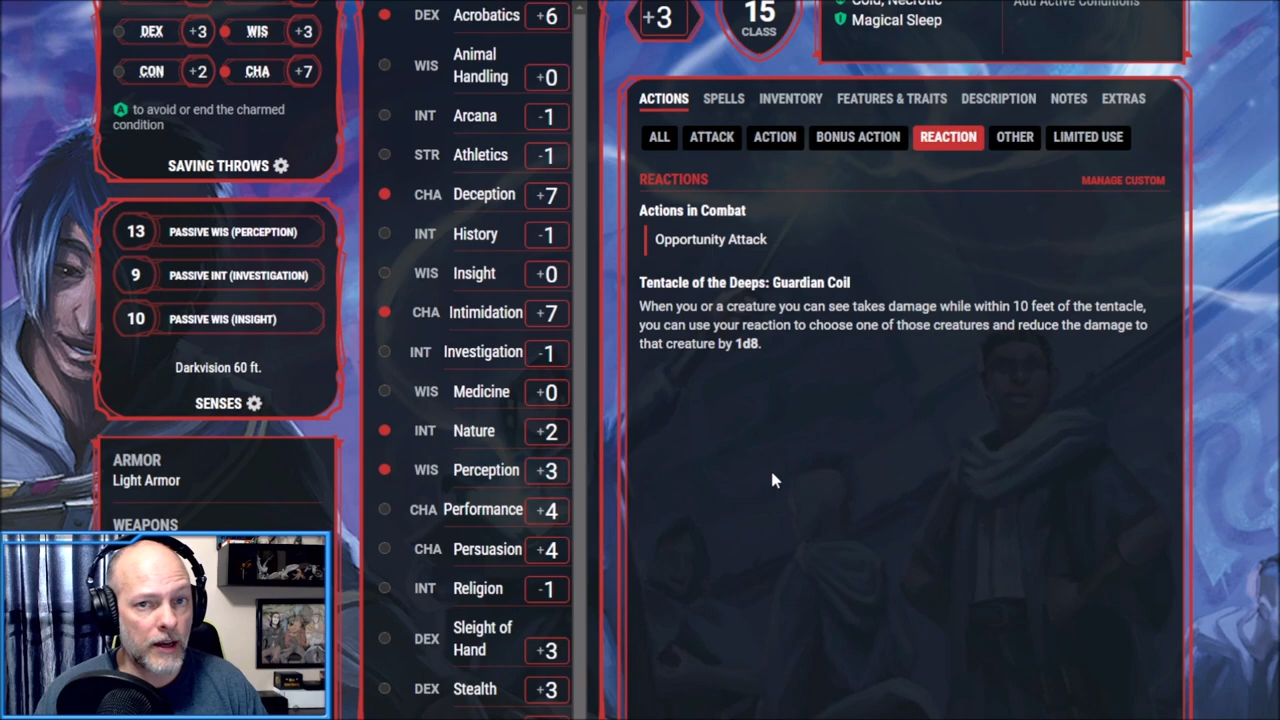 DEX +3 WIS +3
CON +2 CHA +7
A to avoid or end the charmed
condition
SAVING THROWS
13 PASSIVE WIS (PERCEPTION)
9 PASSIVE INT (INVESTIGATION)
10 PASSIVE WIS (INSIGHT)
Darkvision 60 ft.
SENSES
ARMOR
Light Armor
WEAPONS
DEX Acrobatics +6
WIS Animal Handling +0
INT Arcana -1
STR Athletics -1
CHA Deception +7
INT History -1
WIS Insight +0
CHA Intimidation +7
INT Investigation -1
WIS Medicine +0
INT Nature +2
WIS Perception +3
CHA Performance +4
CHA Persuasion +4
INT Religion -1
DEX Sleight of Hand +3
DEX Stealth +3
+3
15
CLASS
Magical Sleep
Add Active Conditions
ACTIONS SPELLS INVENTORY FEATURES & TRAITS DESCRIPTION NOTES EXTRAS
ALL ATTACK ACTION BONUS ACTION REACTION OTHER LIMITED USE
REACTIONS MANAGE CUSTOM
Actions in Combat
Opportunity Attack
Tentacle of the Deeps: Guardian Coil
When you or a creature you can see takes damage while within 10 feet of the tentacle,
you can use your reaction to choose one of those creatures and reduce the damage to
that creature by 1d8.